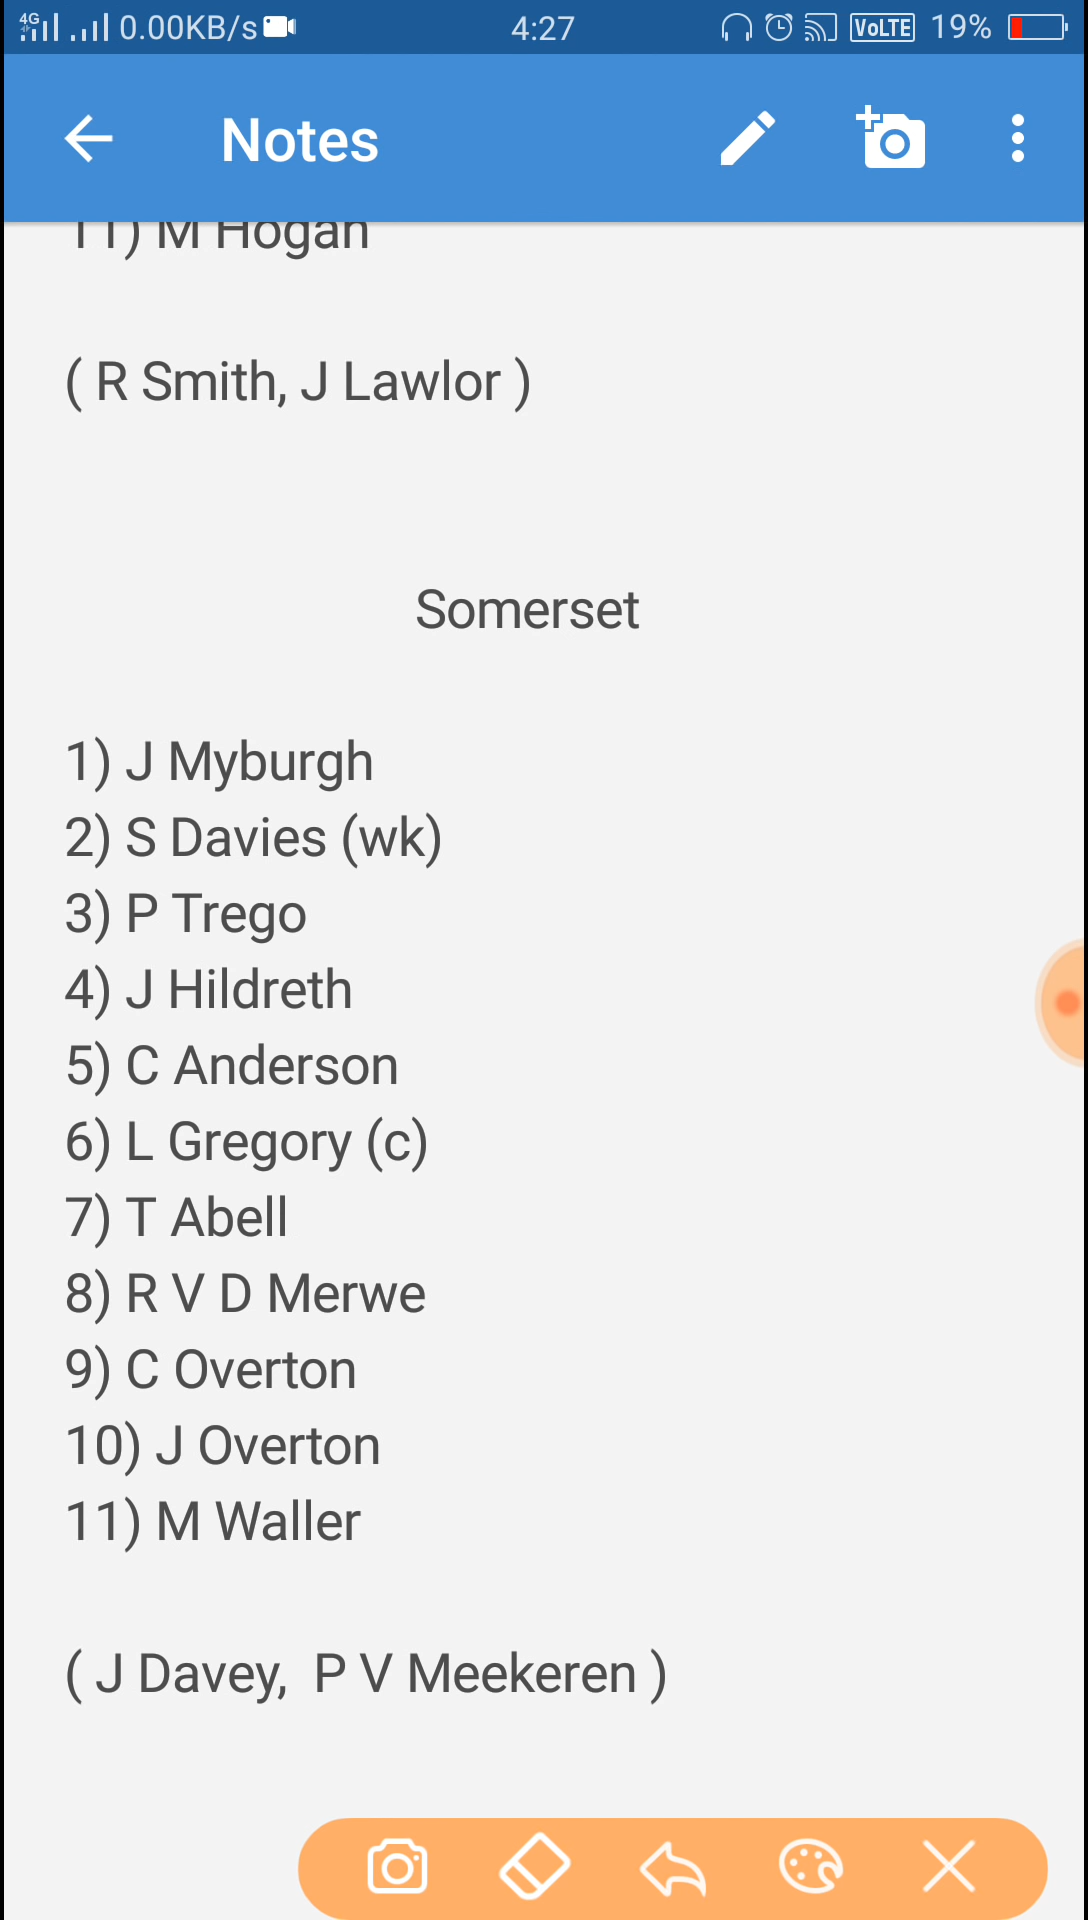 4G 0.00KB/s 4:27 VoLTE 19%
Notes
11) M Hogan
( R Smith, J Lawlor )
Somerset
1) J Myburgh
2) S Davies (wk)
3) P Trego
4) J Hildreth
5) C Anderson
6) L Gregory (c)
7) T Abell
8) R V D Merwe
9) C Overton
10) J Overton
11) M Waller
( J Davey,  P V Meekeren )